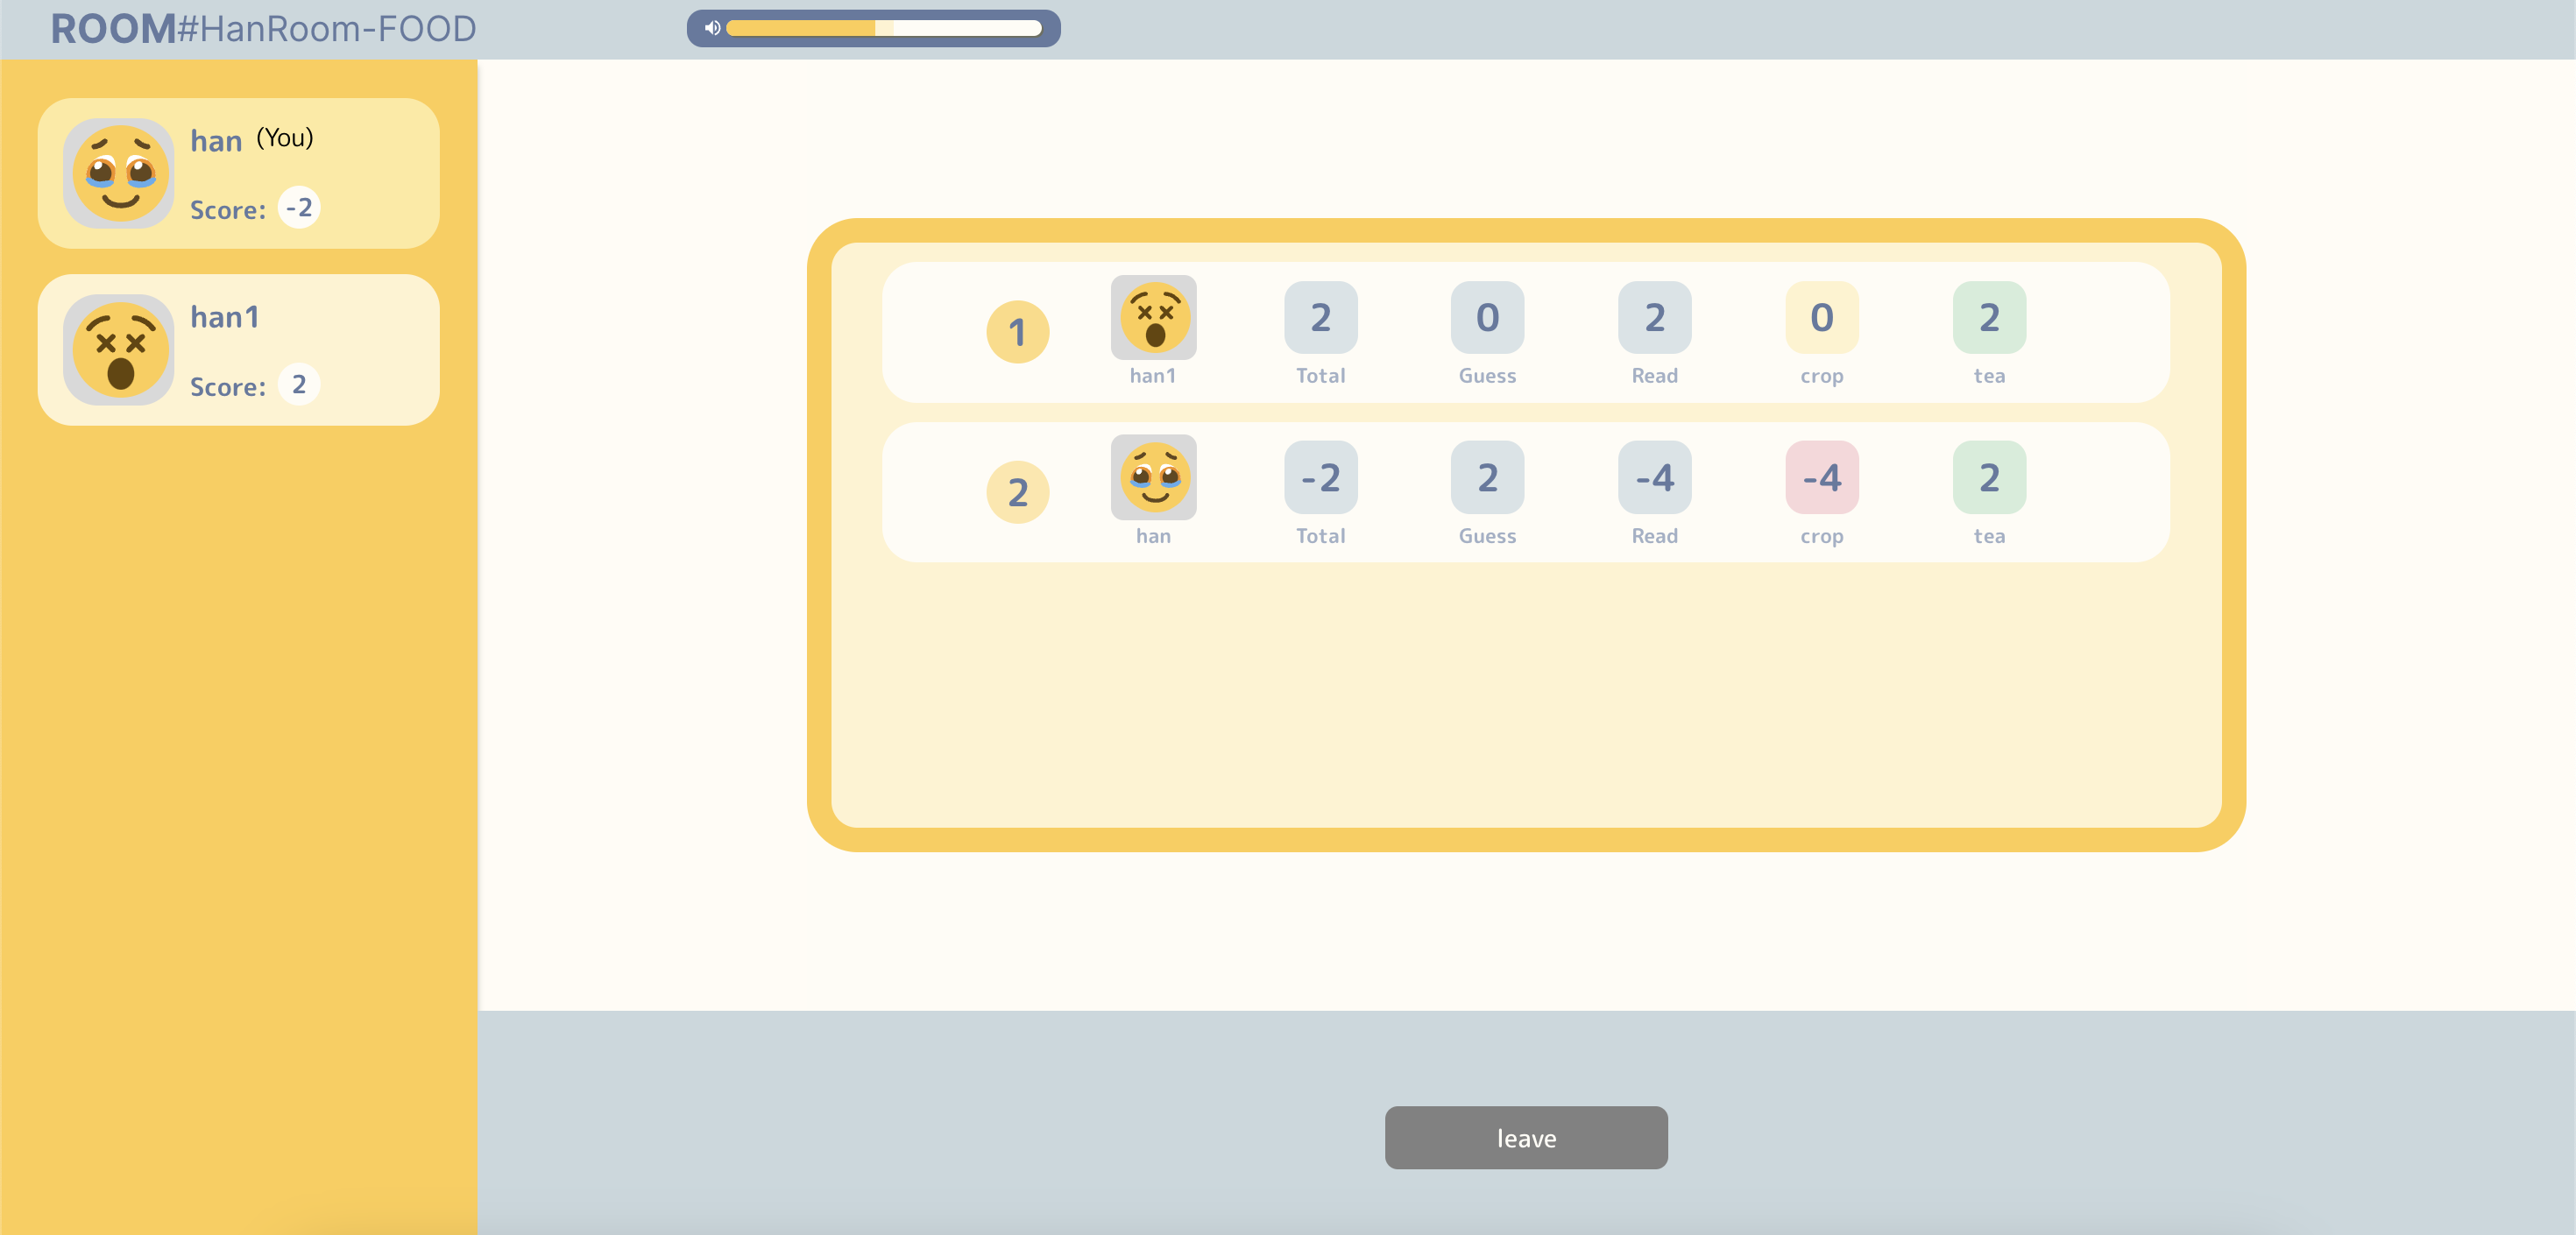 ROOM#HanRoom-FOOD
han (You)
Score: -2
han1
Score: 2
1 2 0 2 0 2
han1 Total Guess Read crop tea
2 -2 2 -4 -4 2
han Total Guess Read crop tea
leave